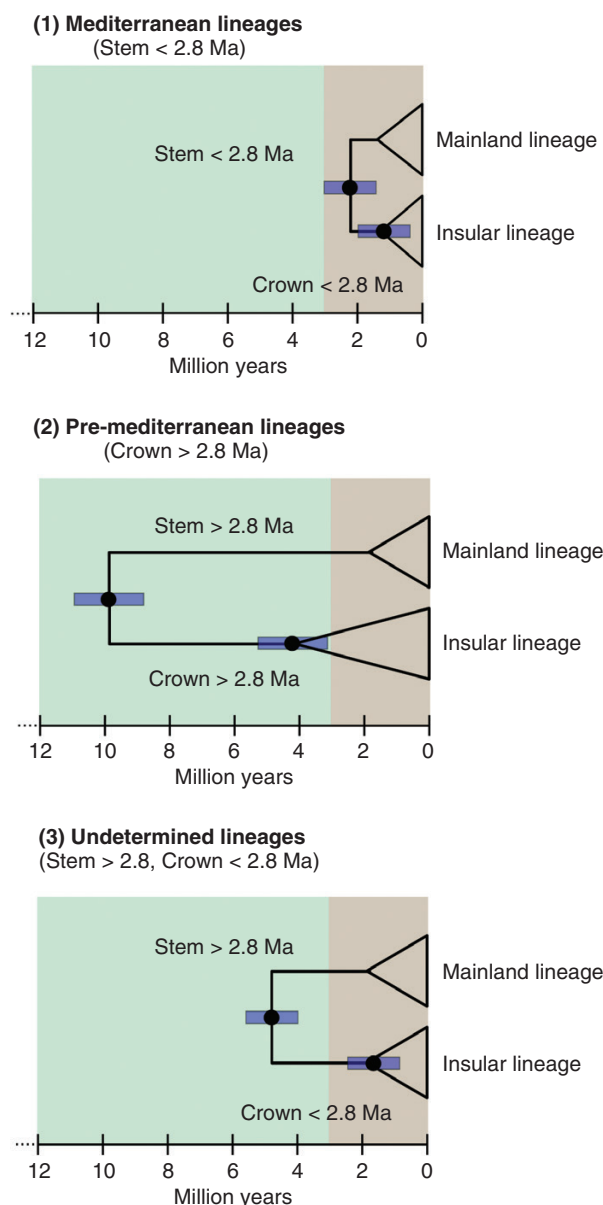 (1) Mediterranean lineages
(Stem < 2.8 Ma)
Stem < 2.8 Ma
Mainland lineage
Insular lineage
Crown < 2.8 Ma
12 10 8 6 4 2 0
Million years
(2) Pre-mediterranean lineages
(Crown > 2.8 Ma)
Stem > 2.8 Ma
Mainland lineage
Insular lineage
Crown > 2.8 Ma
12 10 8 6 4 2 0
Million years
(3) Undetermined lineages
(Stem > 2.8, Crown < 2.8 Ma)
Stem > 2.8 Ma
Mainland lineage
Insular lineage
Crown < 2.8 Ma
12 10 8 6 4 2 0
Million years